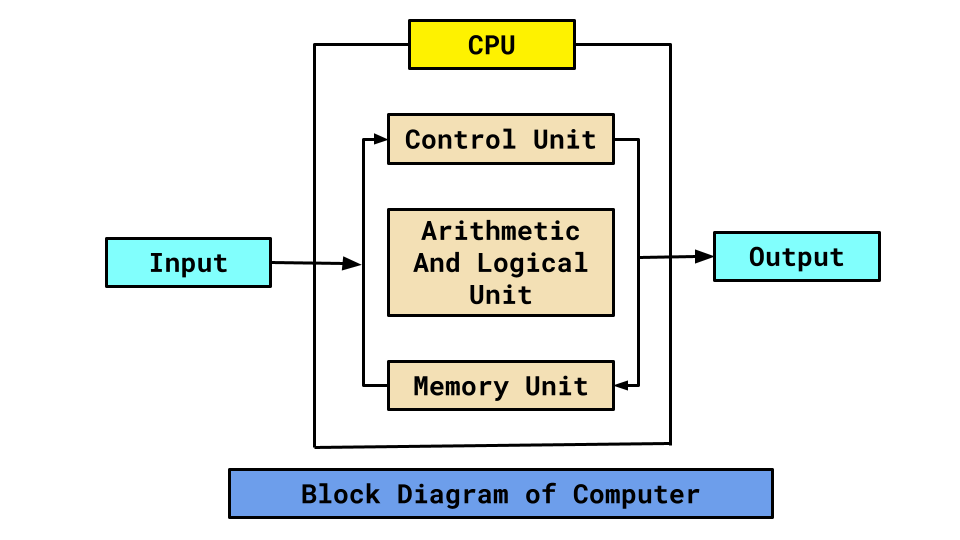 CPU
Control Unit
Arithmetic
And Logical
Unit
Input
Output
Memory Unit
Block Diagram of Computer